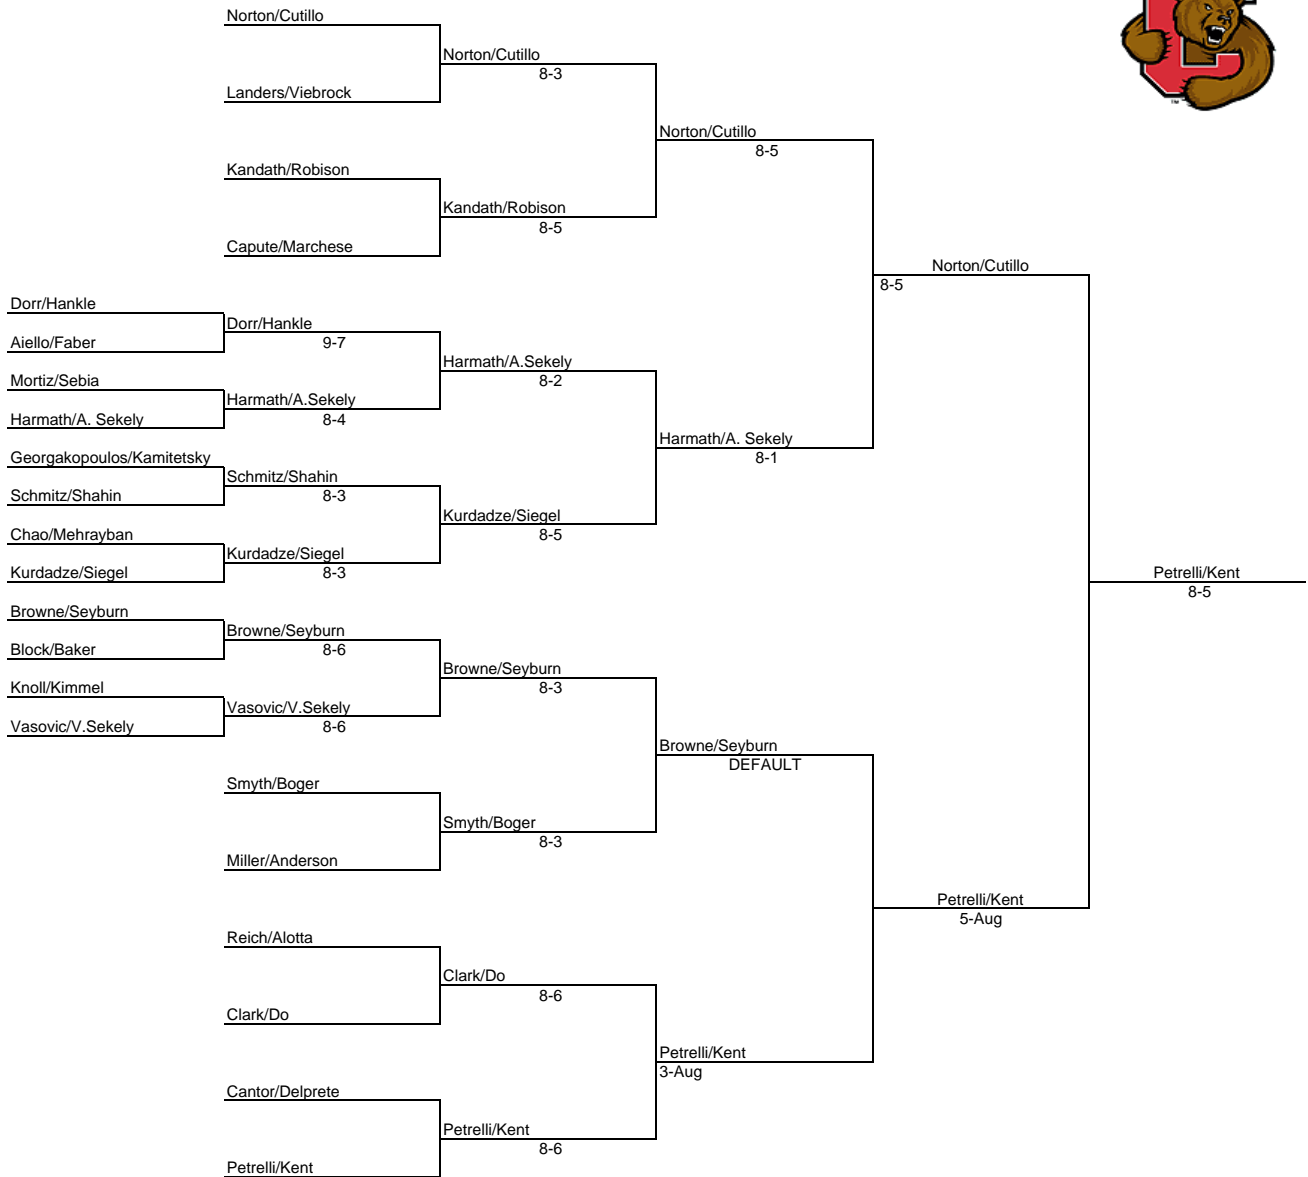 Norton/Cutillo
Norton/Cutillo
8-3
Landers/Viebrock
Norton/Cutillo
8-5
Kandath/Robison
Kandath/Robison
8-5
Capute/Marchese
Norton/Cutillo
8-5
Dorr/Hankle
Dorr/Hankle
9-7
Aiello/Faber
Harmath/A.Sekely
8-2
Mortiz/Sebia
Harmath/A.Sekely
8-4
Harmath/A. Sekely
Harmath/A. Sekely
8-1
Georgakopoulos/Kamitetsky
Schmitz/Shahin
8-3
Schmitz/Shahin
Kurdadze/Siegel
8-5
Chao/Mehrayban
Kurdadze/Siegel
8-3
Kurdadze/Siegel
Petrelli/Kent
8-5
Browne/Seyburn
Browne/Seyburn
8-6
Block/Baker
Browne/Seyburn
8-3
Knoll/Kimmel
Vasovic/V.Sekely
8-6
Vasovic/V.Sekely
Browne/Seyburn
DEFAULT
Smyth/Boger
Smyth/Boger
8-3
Miller/Anderson
Petrelli/Kent
5-Aug
Reich/Alotta
Clark/Do
8-6
Clark/Do
Petrelli/Kent
3-Aug
Cantor/Delprete
Petrelli/Kent
8-6
Petrelli/Kent